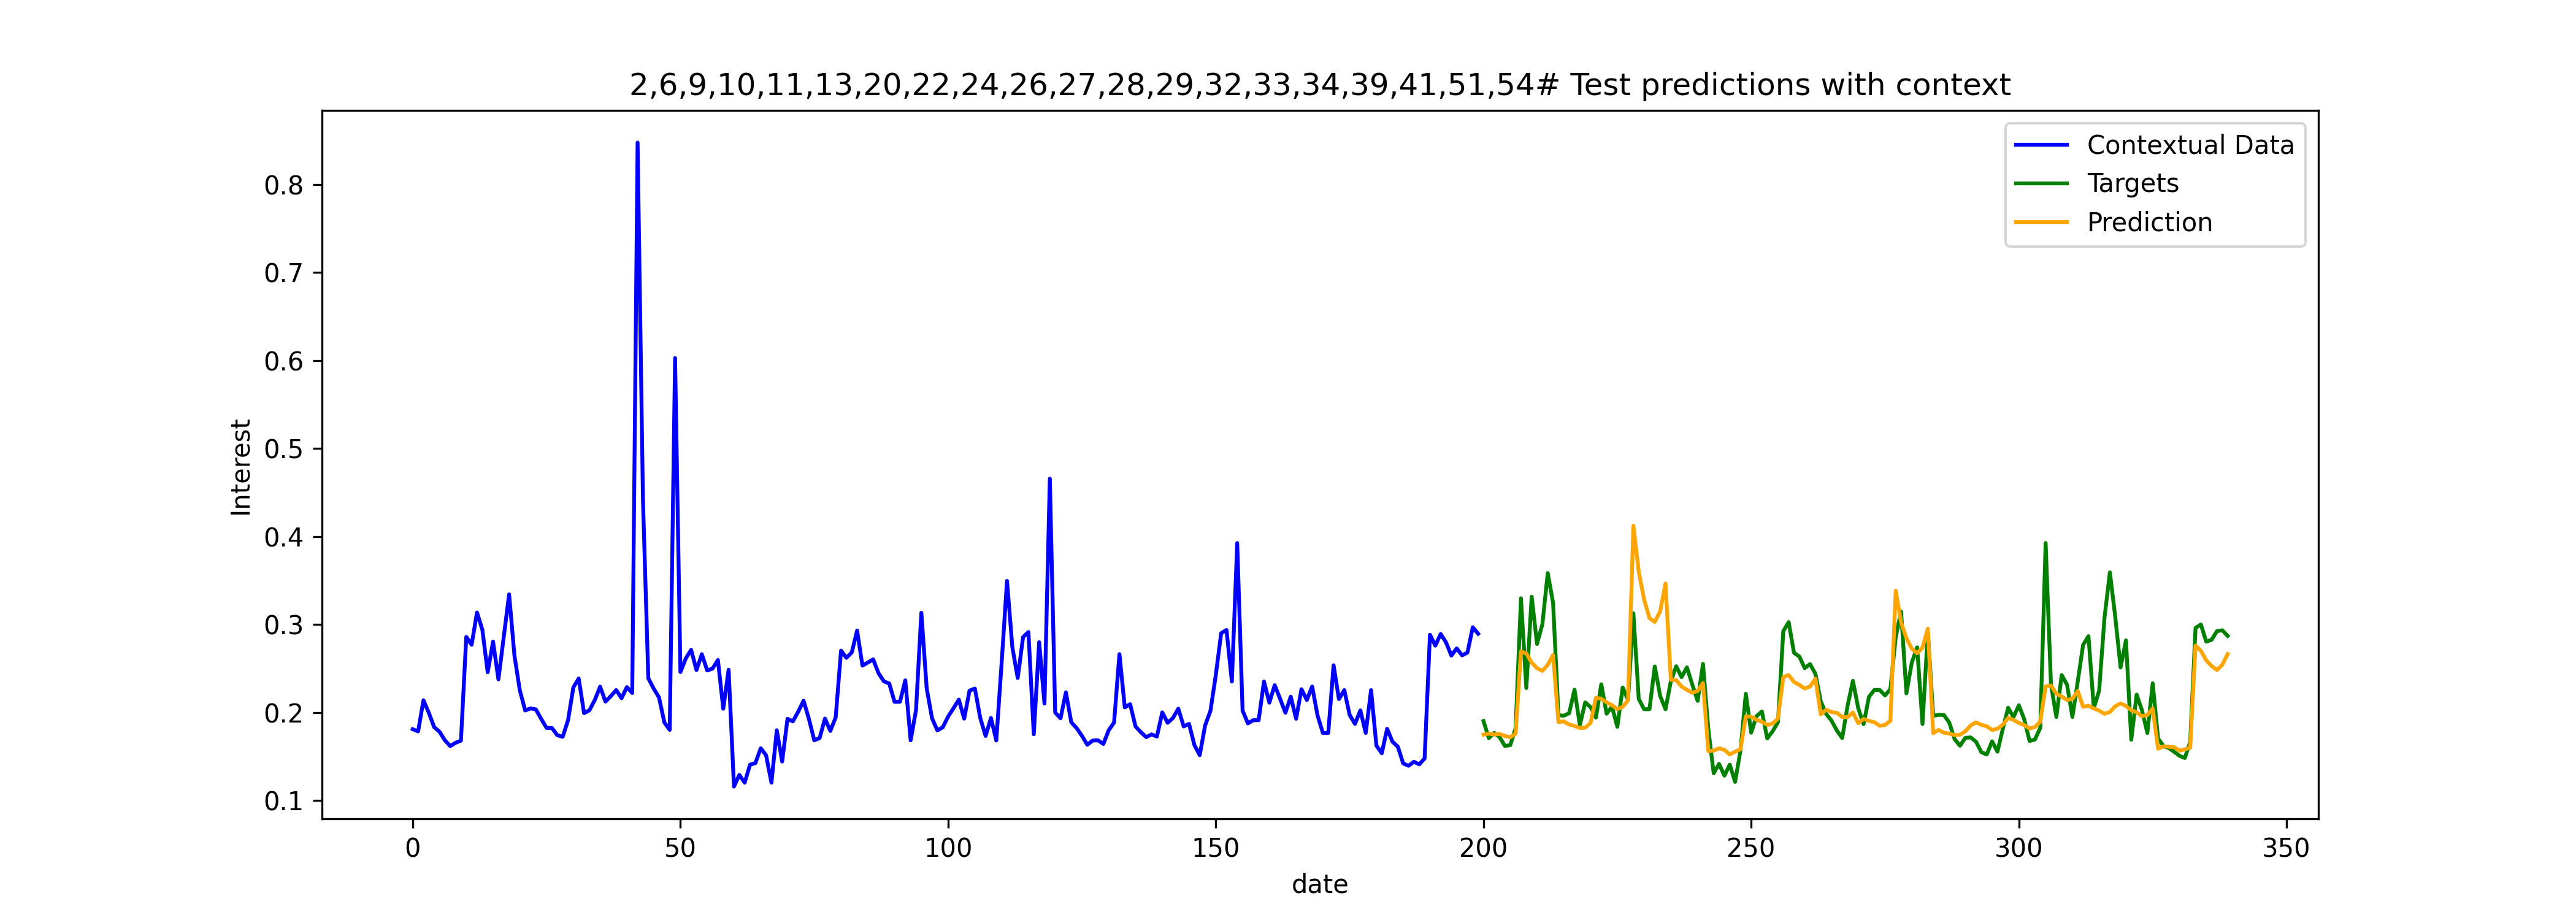 2,6,9,10,11,13,20,22,24,26,27,28,29,32,33,34,39,41,51,54# Test predictions with context
Contextual Data
Targets
Prediction
Interest
0.8
0.7
0.6
0.5
0.4
0.3
0.2
0.1
0 50 100 150 200 250 300 350
date